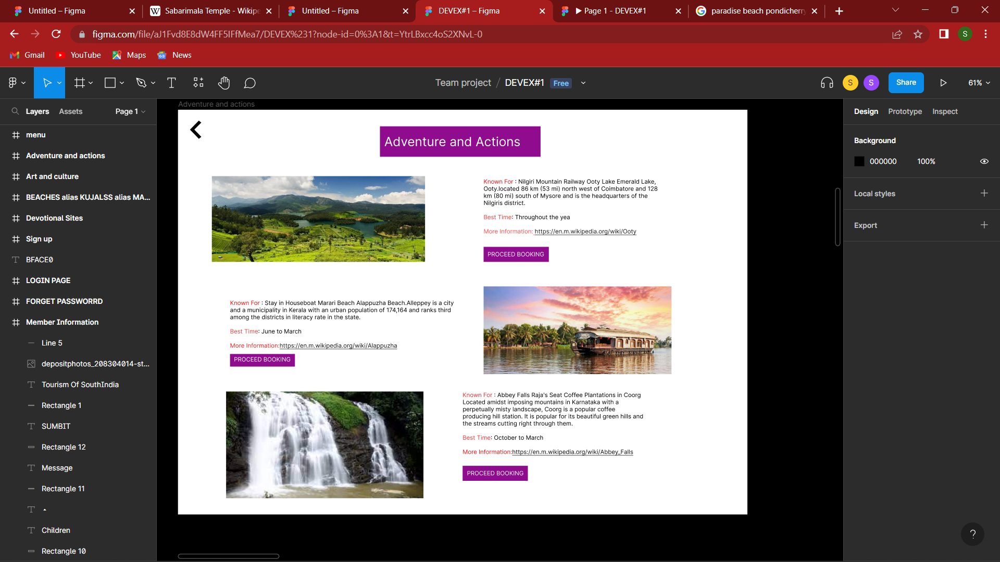 Untitled – Figma
Sabarimala Temple - Wikipe
Untitled – Figma
DEVEX#1 – Figma
▶ Page 1 - DEVEX#1
paradise beach pondicherry
figma.com/file/aJ1Fvd8E8dW4FF5IFfMea7/DEVEX%231?node-id=0%3A1&t=YtrLBxcc4oS2XNvL-0
S
Gmail
YouTube
Maps
News
Team project / DEVEX#1 Free
S
S
Share
61%
Layers
Assets
Page 1
menu
Adventure and actions
Art and culture
BEACHES alias KUJALSS alias MA...
Devotional Sites
Sign up
BFACE0
LOGIN PAGE
FORGET PASSWORRD
Member Information
Line 5
depositphotos_208304014-st...
Tourism Of SouthIndia
Rectangle 1
SUMBIT
Rectangle 12
Message
Rectangle 11
Children
Rectangle 10
Adventure and actions
Adventure and Actions
Known For : Nilgiri Mountain Railway Ooty Lake Emerald Lake,
Ooty.located 86 km (53 mi) north west of Coimbatore and 128
km (80 mi) south of Mysore and is the headquarters of the
Nilgiris district.
Best Time: Throughout the yea
More Information: https://en.m.wikipedia.org/wiki/Ooty
PROCEED BOOKING
Known For : Stay in Houseboat Marari Beach Alappuzha Beach.Alleppey is a city
and a municipality in Kerala with an urban population of 174,164 and ranks third
among the districts in literacy rate in the state.
Best Time: June to March
More Information:https://en.m.wikipedia.org/wiki/Alappuzha
PROCEED BOOKING
Known For : Abbey Falls Raja's Seat Coffee Plantations in Coorg
Located amidst imposing mountains in Karnataka with a
perpetually misty landscape, Coorg is a popular coffee
producing hill station. It is popular for its beautiful green hills and
the streams cutting right through them.
Best Time: October to March
More Information:https://en.m.wikipedia.org/wiki/Abbey_Falls
PROCEED BOOKING
Design
Prototype
Inspect
Background
000000
100%
Local styles
Export
?